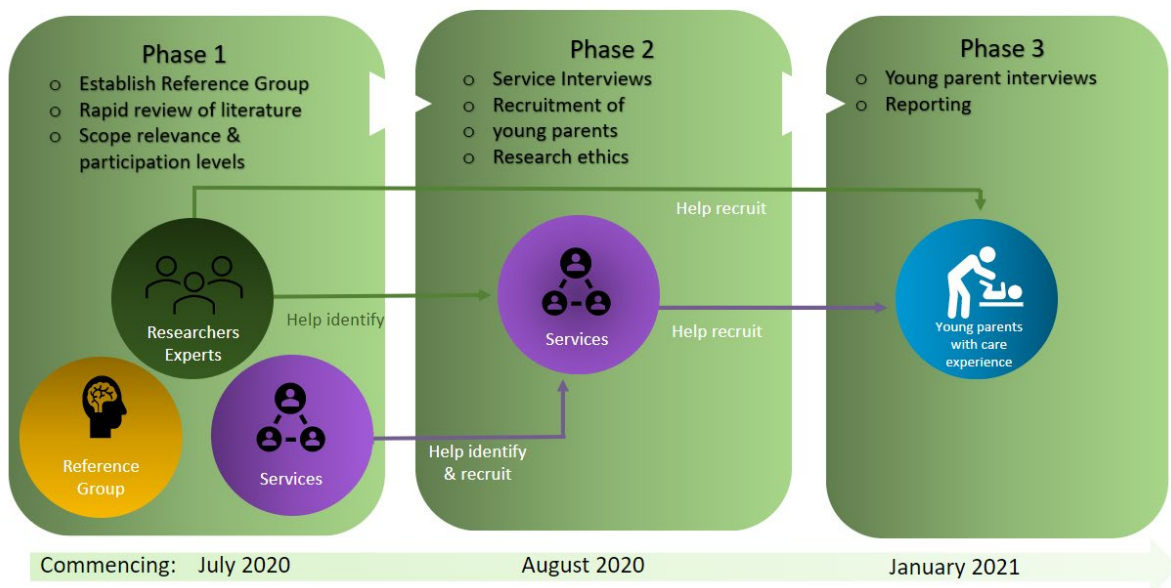 Phase 1
o Establish Reference Group
o Rapid review of literature
o Scope relevance &
participation levels
Phase 2
o Service Interviews
o Recruitment of
o young parents
o Research ethics
Phase 3
o Young parent interviews
o Reporting
Help recruit
Researchers
Experts
Help identify
Services
Help recruit
Young parents
with care
experience
Reference
Group
Services
Help identify
& recruit
Commencing: July 2020
August 2020
January 2021